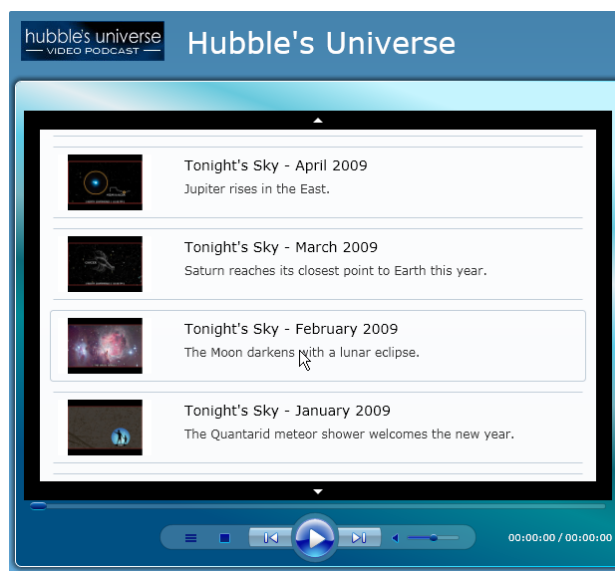 hubble's universe
VIDEO PODCAST
Hubble's Universe
Tonight's Sky - April 2009
Jupiter rises in the East.
Tonight's Sky - March 2009
Saturn reaches its closest point to Earth this year.
Tonight's Sky - February 2009
The Moon darkens with a lunar eclipse.
Tonight's Sky - January 2009
The Quantarid meteor shower welcomes the new year.
00:00:00 / 00:00:00